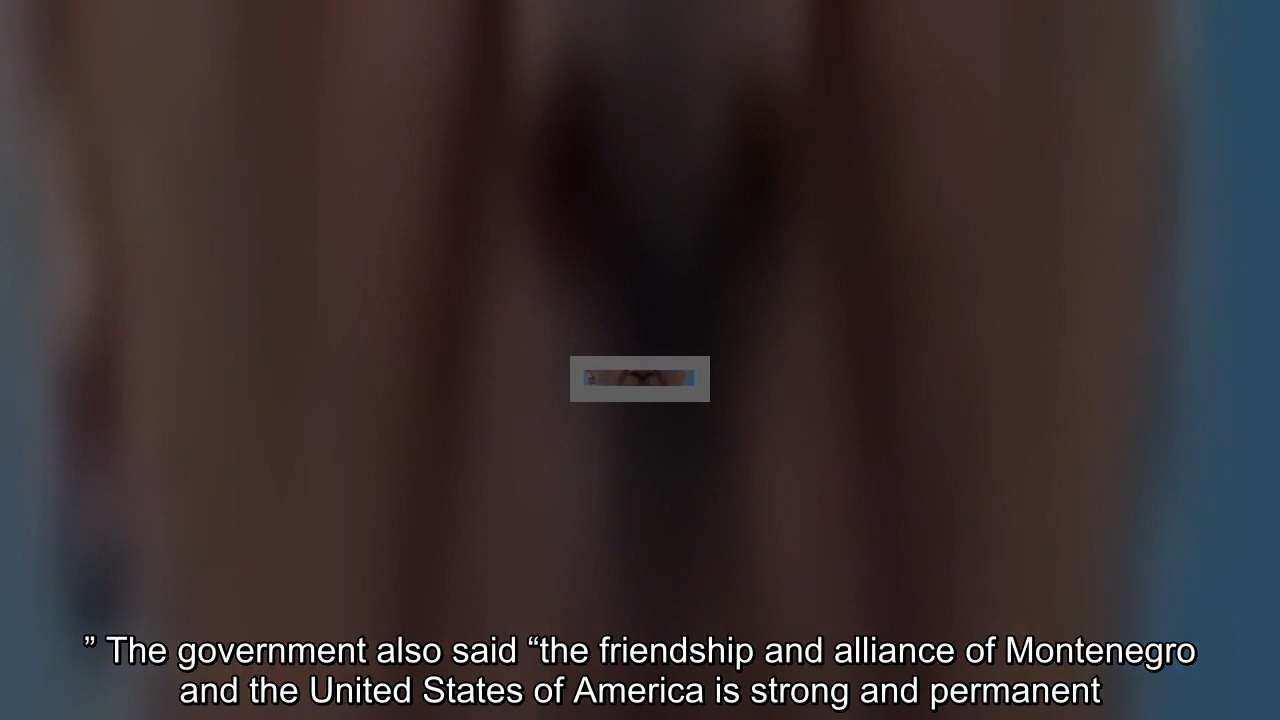 ” The government also said “the friendship and alliance of Montenegro
and the United States of America is strong and permanent